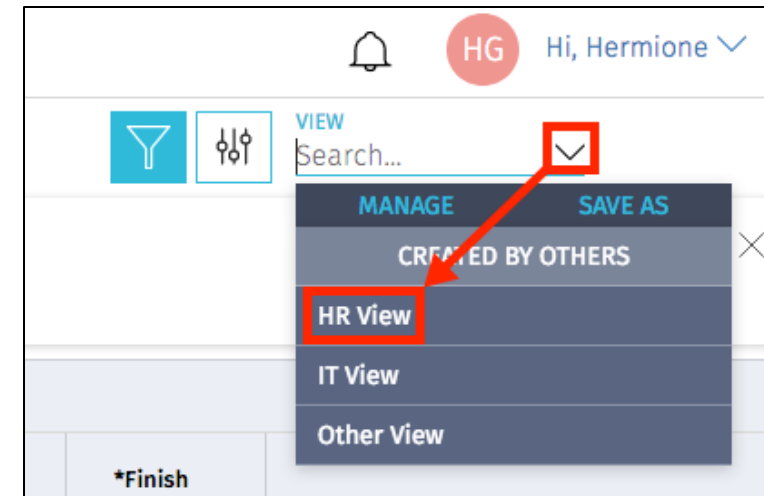 HG Hi, Hermione
VIEW
Search...
MANAGE SAVE AS
CREATED BY OTHERS
HR View
IT View
Other View
*Finish